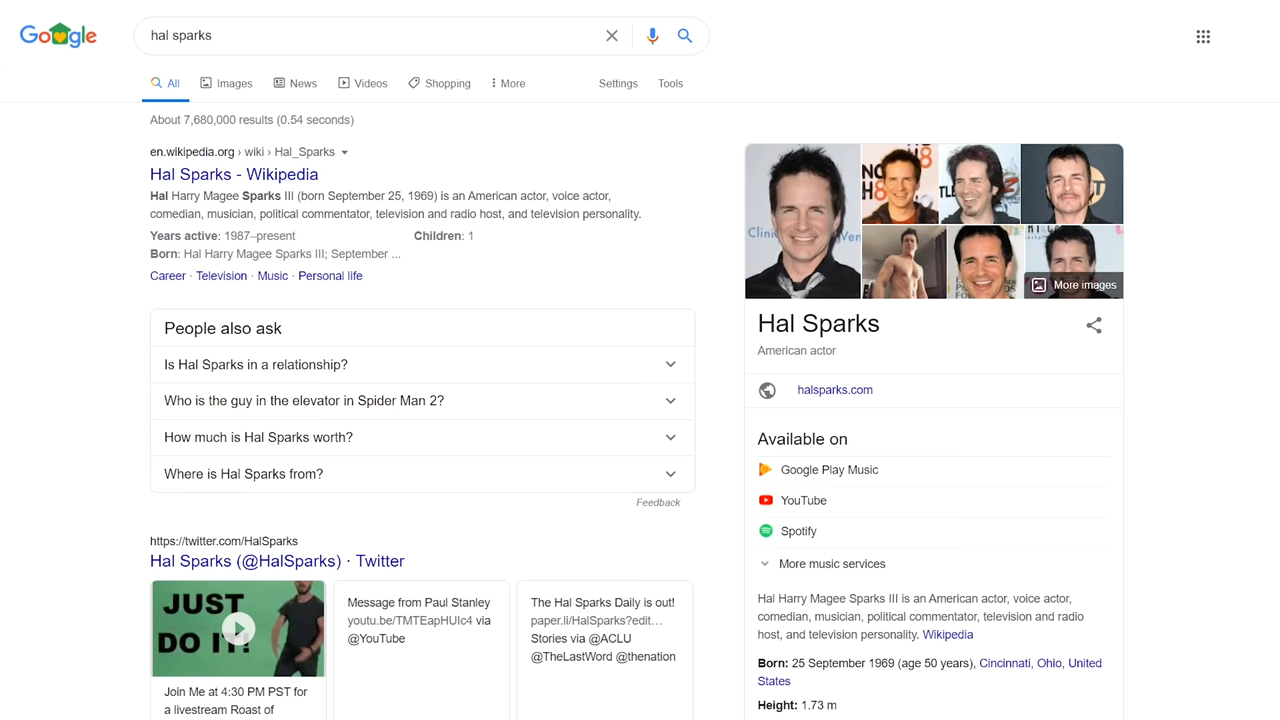 Google
hal sparks
All Images News Videos Shopping More Settings Tools
About 7,680,000 results (0.54 seconds)
en.wikipedia.org › wiki › Hal_Sparks
Hal Sparks - Wikipedia
Hal Harry Magee Sparks III (born September 25, 1969) is an American actor, voice actor,
comedian, musician, political commentator, television and radio host, and television personality.
Years active: 1987–present Children: 1
Born: Hal Harry Magee Sparks III; September ...
Career · Television · Music · Personal life
People also ask
Is Hal Sparks in a relationship?
Who is the guy in the elevator in Spider Man 2?
How much is Hal Sparks worth?
Where is Hal Sparks from?
Feedback
https://twitter.com/HalSparks
Hal Sparks (@HalSparks) · Twitter
JUST
DO IT!
Join Me at 4:30 PM PST for
a livestream Roast of
Message from Paul Stanley
youtu.be/TMTEapHUIc4 via
@YouTube
The Hal Sparks Daily is out!
paper.li/HalSparks?edit…
Stories via @ACLU
@TheLastWord @thenation
More images
Hal Sparks
American actor
halsparks.com
Available on
Google Play Music
YouTube
Spotify
More music services
Hal Harry Magee Sparks III is an American actor, voice actor,
comedian, musician, political commentator, television and radio
host, and television personality. Wikipedia
Born: 25 September 1969 (age 50 years), Cincinnati, Ohio, United
States
Height: 1.73 m